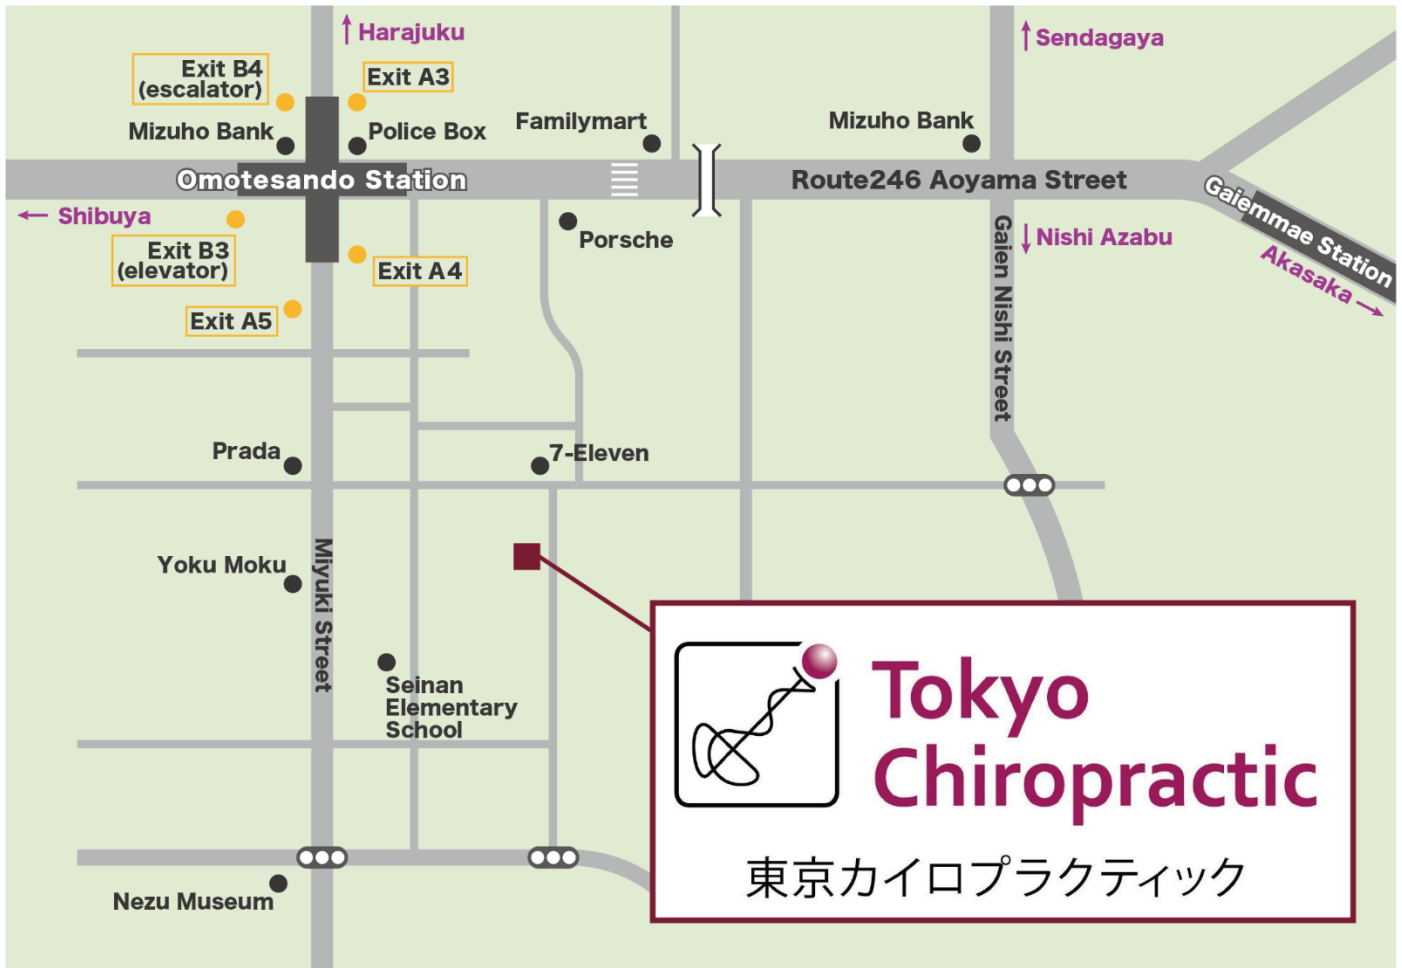 Harajuku
Sendagaya
Exit B4
(escalator)
Exit A3
Mizuho Bank
Police Box
Familymart
Mizuho Bank
Omotesando Station
Route246 Aoyama Street
Gaiemmae Station
Shibuya
Exit B3
(elevator)
Exit A4
Porsche
Gaien Nishi Street
Nishi Azabu
Akasaka
Exit A5
Prada
7-Eleven
Yoku Moku
Miyuki Street
Seinan
Elementary
School
Tokyo
Chiropractic
東京カイロプラクティック
Nezu Museum